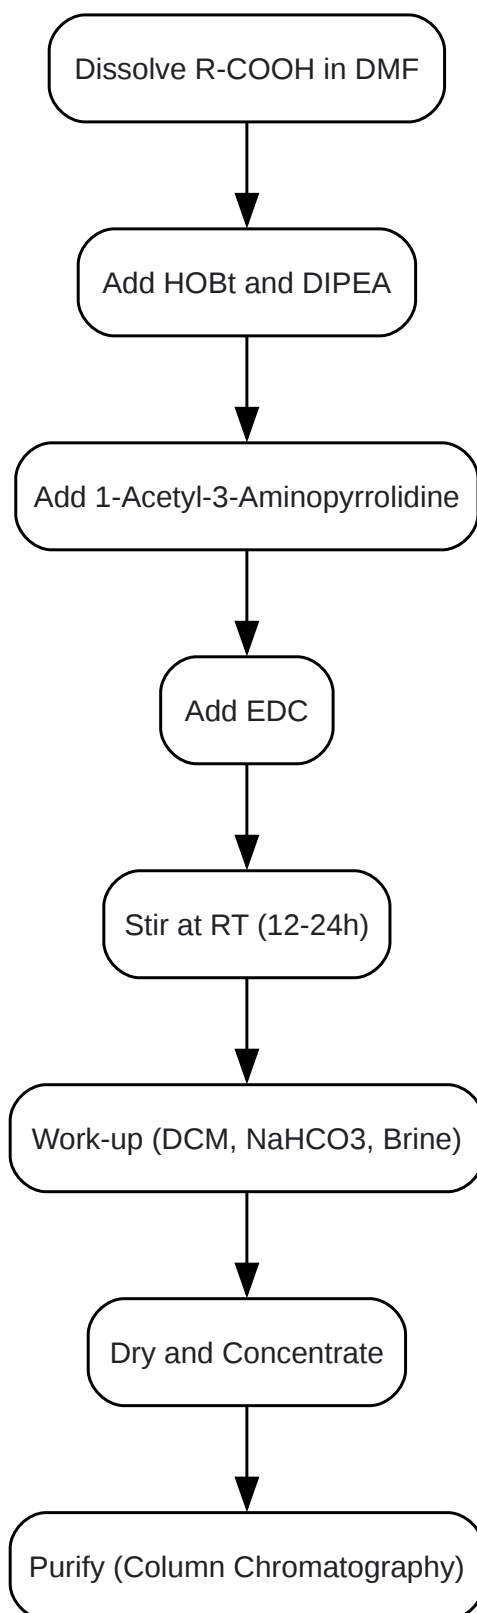 Dissolve R-COOH in DMF
Add HOBt and DIPEA
Add 1-Acetyl-3-Aminopyrrolidine
Add EDC
Stir at RT (12-24h)
Work-up (DCM, NaHCO3, Brine)
Dry and Concentrate
Purify (Column Chromatography)